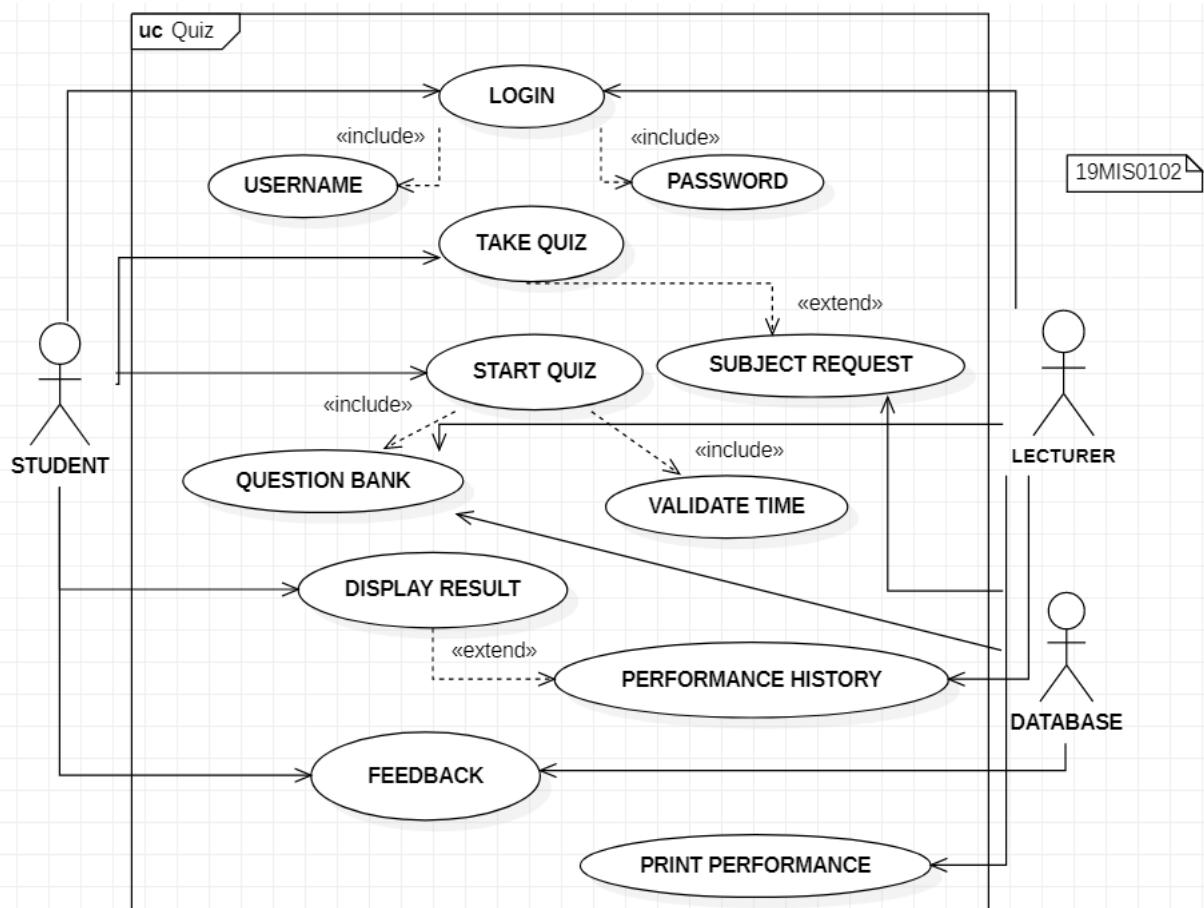 uc Quiz
LOGIN
«include»
«include»
USERNAME
PASSWORD
19MIS0102
TAKE QUIZ
«extend»
START QUIZ
SUBJECT REQUEST
«include»
«include»
STUDENT
LECTURER
QUESTION BANK
VALIDATE TIME
DISPLAY RESULT
«extend»
PERFORMANCE HISTORY
DATABASE
FEEDBACK
PRINT PERFORMANCE